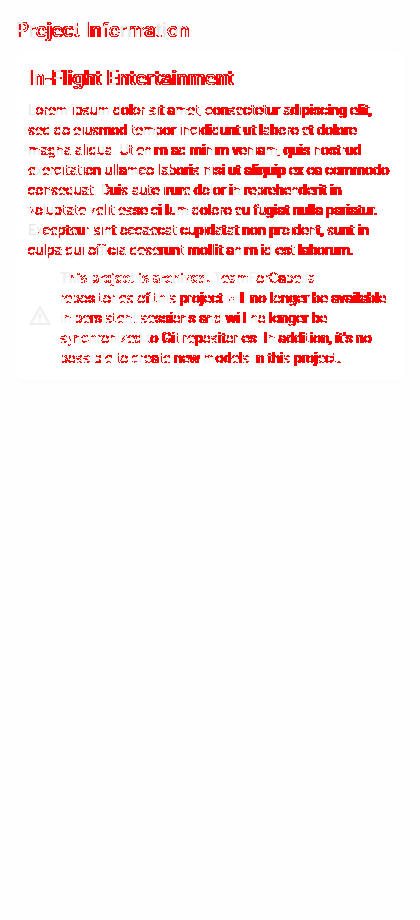 Project Information
In-Flight Entertainment
Lorem ipsum dolor sit amet, consectetur adipiscing elit,
sed do eiusmod tempor incididunt ut labore et dolore
magna aliqua. Ut enim ad minim veniam, quis nostrud
exercitation ullamco laboris nisi ut aliquip ex ea commodo
consequat. Duis aute irure dolor in reprehenderit in
voluptate velit esse cillum dolore eu fugiat nulla pariatur.
Excepteur sint occaecat cupidatat non proident, sunt in
culpa qui officia deserunt mollit anim id est laborum.
This project is archived. TeamForCapella
repositories of this project will no longer be available
in persistent sessions and will no longer be
synchronized to Git repositories. In addition, it's no
possible to create new models in this project.